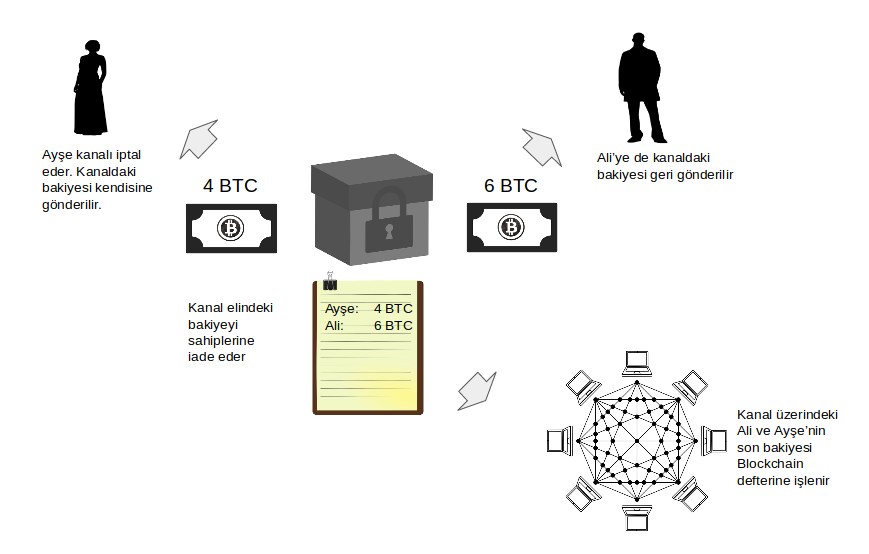 Ayşe kanalı iptal
eder. Kanaldaki
bakiyesi kendisine
gönderilir.
4 BTC
6 BTC
Ali’ye de kanaldaki
bakiyesi geri gönderilir
Kanal elindeki
bakiyeyi
sahiplerine
iade eder
Ayşe: 4 BTC
Ali: 6 BTC
Kanal üzerindeki
Ali ve Ayşe’nin
son bakiyesi
Blockchain
defterine işlenir